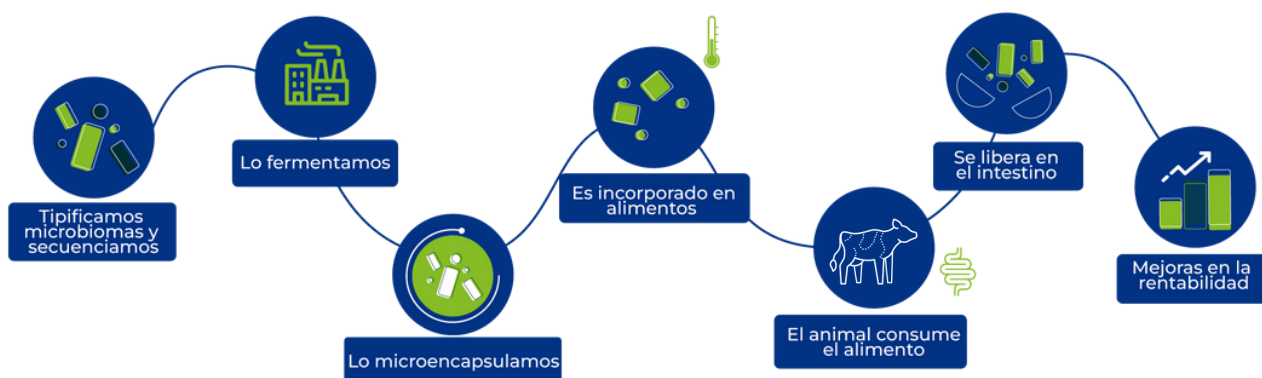 Tipificamos
microbiomas y
secuenciamos
Lo fermentamos
Lo microencapsulamos
Es incorporado en
alimentos
El animal consume
el alimento
Se libera en
el intestino
Mejoras en la
rentabilidad